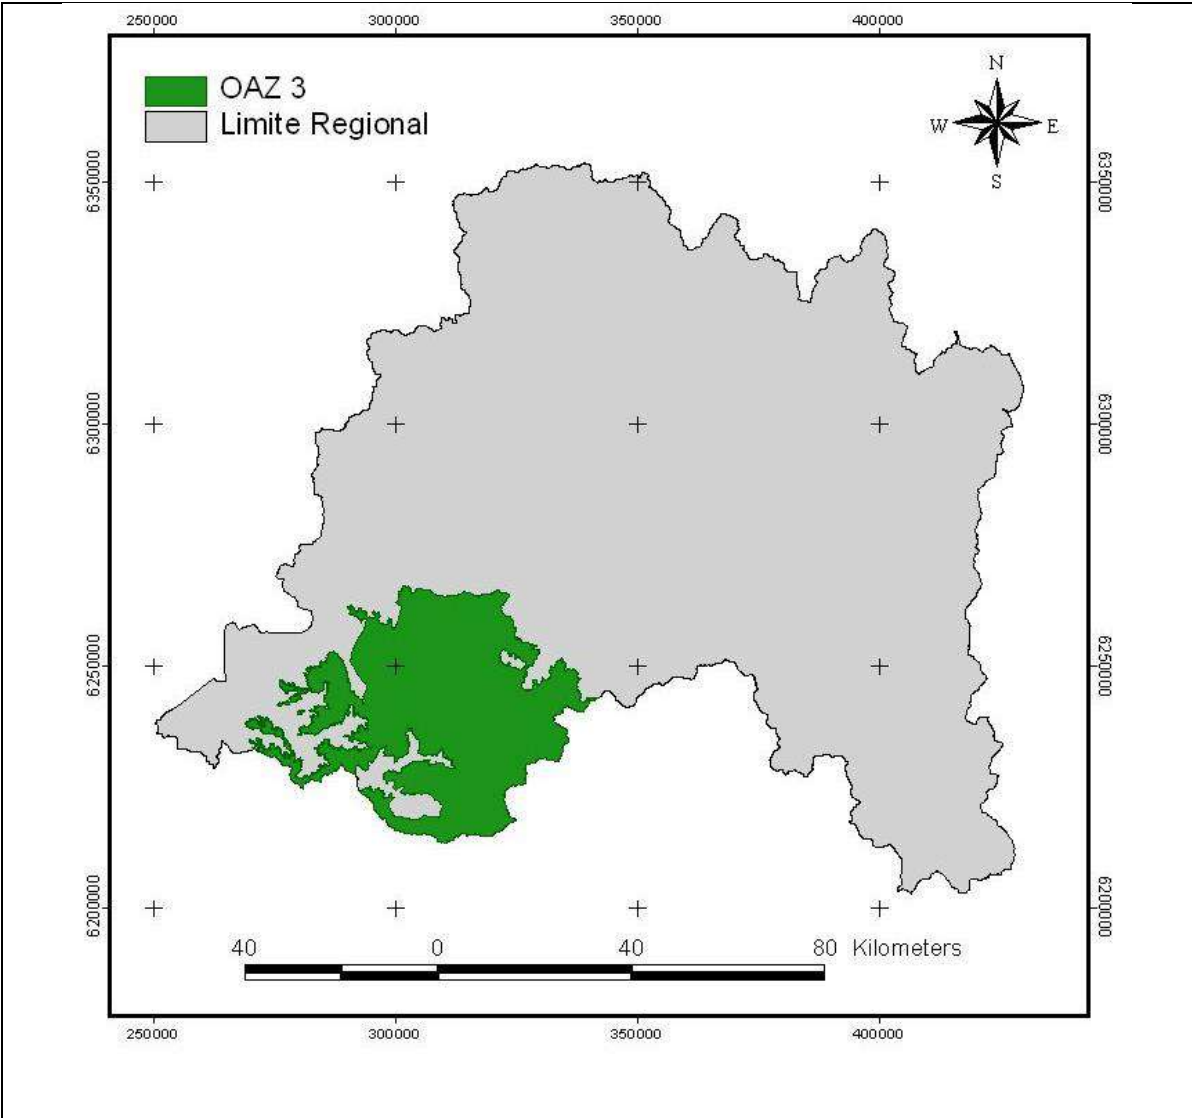 250000 300000 350000 400000
OAZ 3
Limite Regional
N
W E
S
6350000 6350000
6300000 6300000
6250000 6250000
6200000 6200000
40 0 40 80 Kilometers
250000 300000 350000 400000